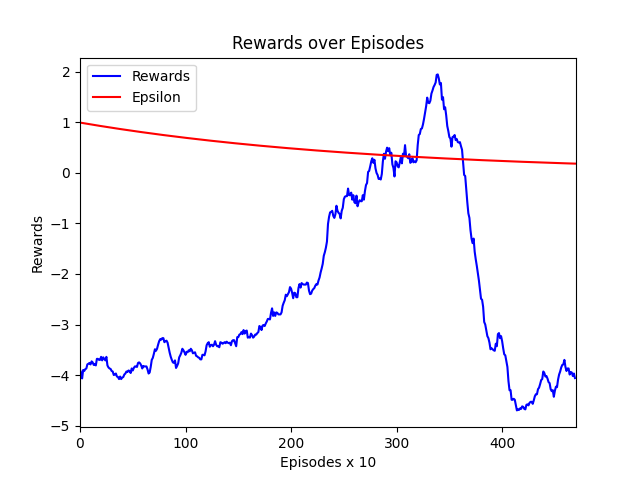 Rewards over Episodes
Rewards
Epsilon
2
1
0
−1
−2
−3
−4
−5
Rewards
0 100 200 300 400
Episodes x 10